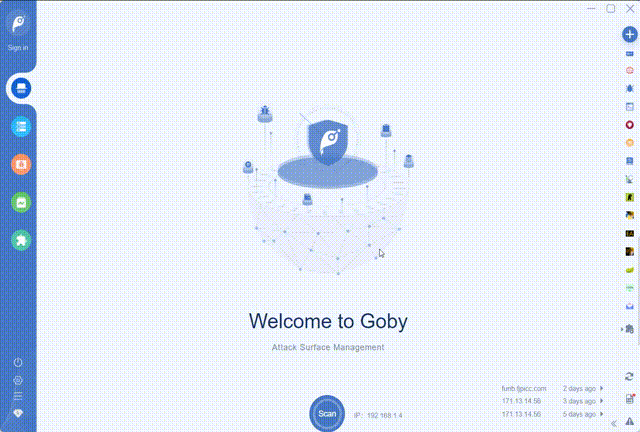 Sign in
Welcome to Goby
Attack Surface Management
funb.fjpicc.com 2 days ago
171.13.14.56 3 days ago
171.13.14.56 5 days ago
Scan IP: 192.168.1.4